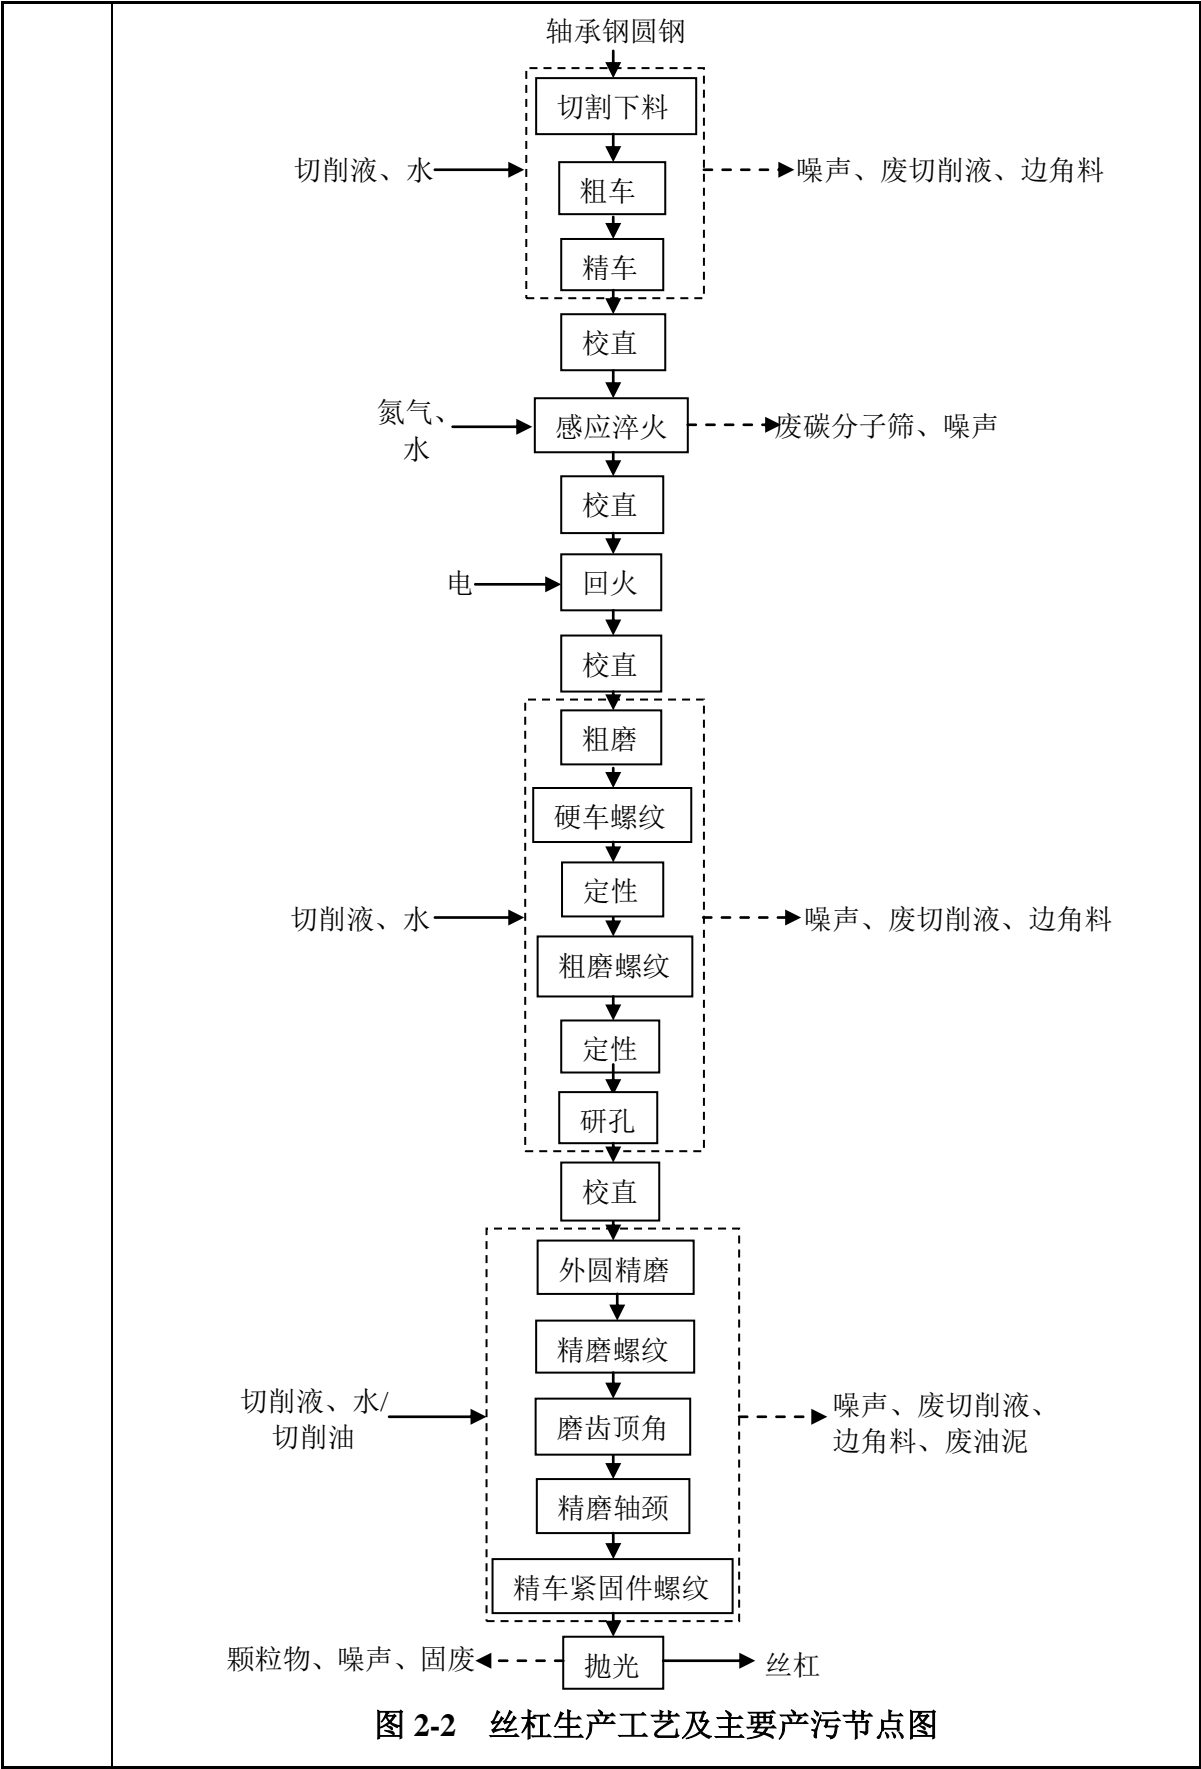 轴承钢圆钢
切割下料
切削液、水
噪声、废切削液、边角料
粗车
精车
校直
氮气、
水
感应淬火
废碳分子筛、噪声
校直
电
回火
校直
粗磨
硬车螺纹
定性
切削液、水
噪声、废切削液、边角料
粗磨螺纹
定性
研孔
校直
外圆精磨
精磨螺纹
切削液、水/
切削油
磨齿顶角
噪声、废切削液、
边角料、废油泥
精磨轴颈
精车紧固件螺纹
颗粒物、噪声、固废
抛光
丝杠
图 2-2 丝杠生产工艺及主要产污节点图